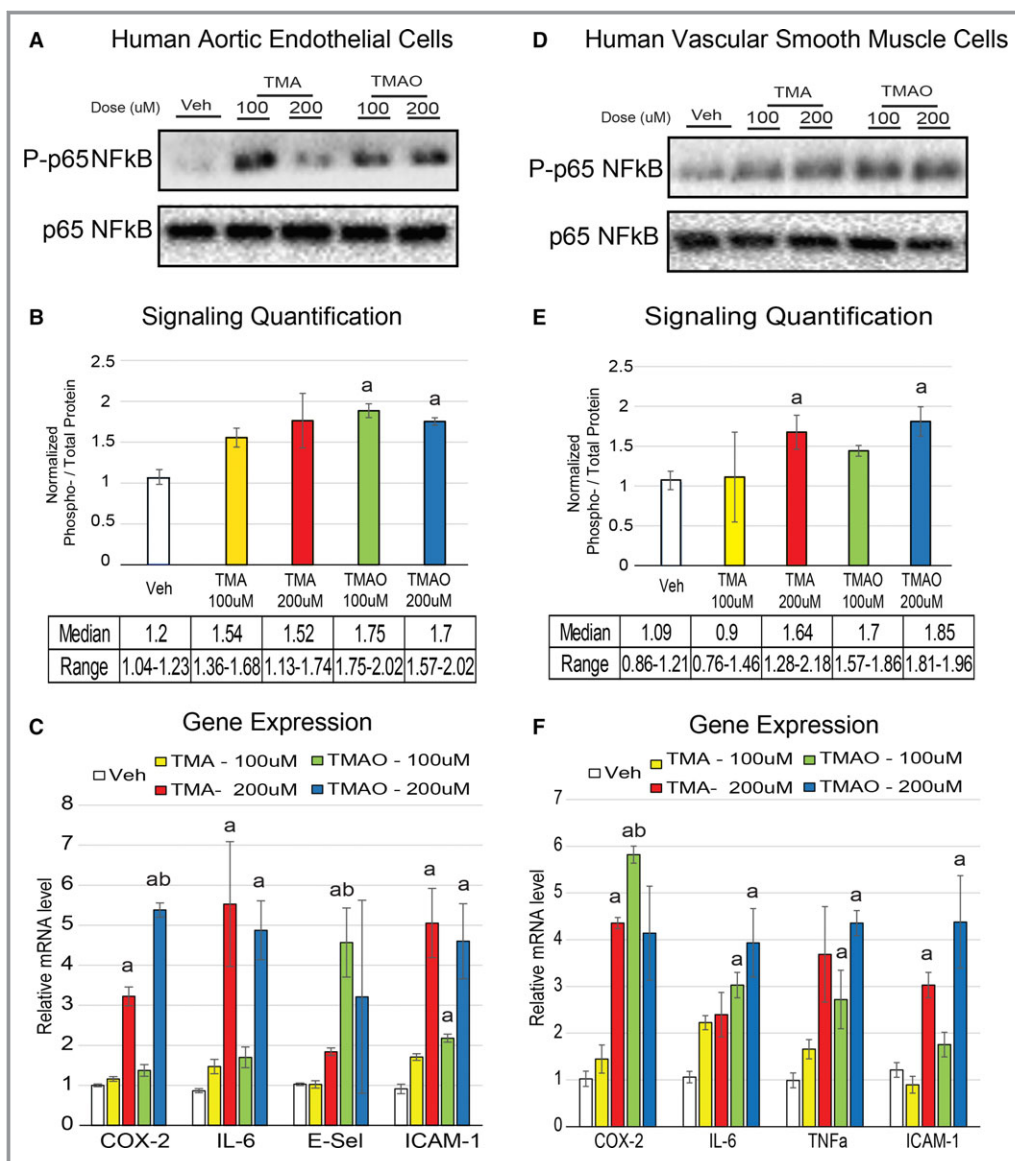 A Human Aortic Endothelial Cells
TMA TMAO
Dose (uM) Veh 100 200 100 200
P-p65NFkB
p65 NFkB
B Signaling Quantification
Normalized
Phospho- / Total Protein
2.5
2
1.5
1
0.5
0
Veh TMA 100uM TMA 200uM TMAO 100uM TMAO 200uM
a a
Median 1.2 1.54 1.52 1.75 1.7
Range 1.04-1.23 1.36-1.68 1.13-1.74 1.75-2.02 1.57-2.02
C Gene Expression
Veh TMA - 100uM TMAO - 100uM
TMA- 200uM TMAO - 200uM
Relative mRNA level
8
7
6
5
4
3
2
1
0
a ab a a ab a a a
COX-2 IL-6 E-Sel ICAM-1
D Human Vascular Smooth Muscle Cells
TMA TMAO
Dose (uM) Veh 100 200 100 200
P-p65 NFkB
p65 NFkB
E Signaling Quantification
Normalized
Phospho- / Total Protein
2.5
2
1.5
1
0.5
0
Veh TMA 100uM TMA 200uM TMAO 100uM TMAO 200uM
a a
Median 1.09 0.9 1.64 1.7 1.85
Range 0.86-1.21 0.76-1.46 1.28-2.18 1.57-1.86 1.81-1.96
F Gene Expression
Veh TMA - 100uM TMAO - 100uM
TMA- 200uM TMAO - 200uM
Relative mRNA level
7
6
5
4
3
2
1
0
a ab a a a a a a
COX-2 IL-6 TNFa ICAM-1